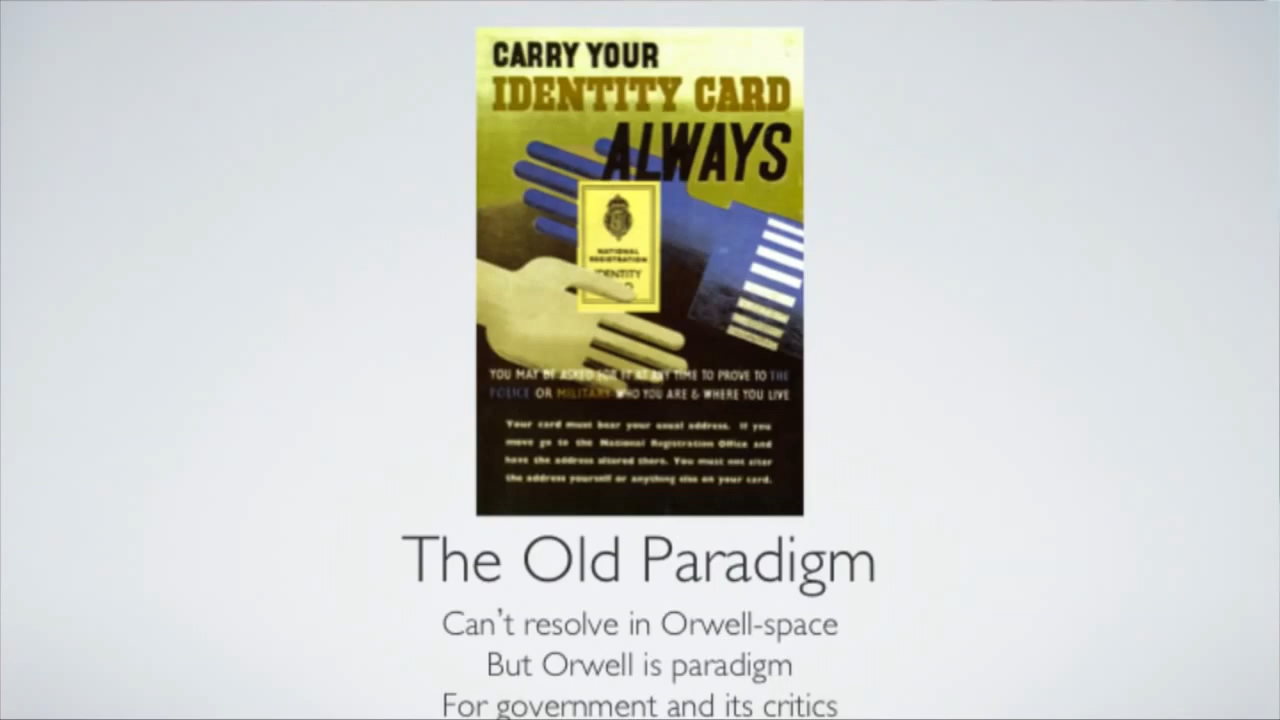 CARRY YOUR
IDENTITY CARD
ALWAYS
NATIONAL
REGISTRATION
IDENTITY
YOU MAY BE ASKED FOR IT AT ANY TIME TO PROVE TO THE
POLICE OR MILITARY WHO YOU ARE & WHERE YOU LIVE
Your card must bear your usual address. If you
move go to the National Registration Office and
have the address altered there. You must not alter
the address yourself or anything else on your card.
The Old Paradigm
Can't resolve in Orwell-space
But Orwell is paradigm
For government and its critics